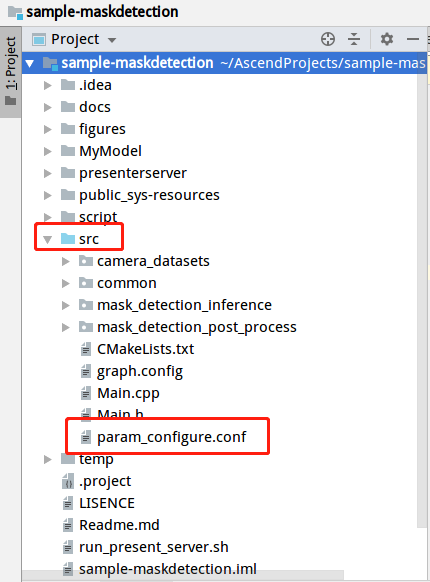 sample-maskdetection
1: Project
Project
sample-maskdetection ~/AscendProjects/sample-mas
.idea
docs
figures
MyModel
presenterserver
public_sys-resources
script
src
camera_datasets
common
mask_detection_inference
mask_detection_post_process
CMakeLists.txt
graph.config
Main.cpp
Main.h
param_configure.conf
temp
.project
LISENCE
Readme.md
run_present_server.sh
sample-maskdetection.iml